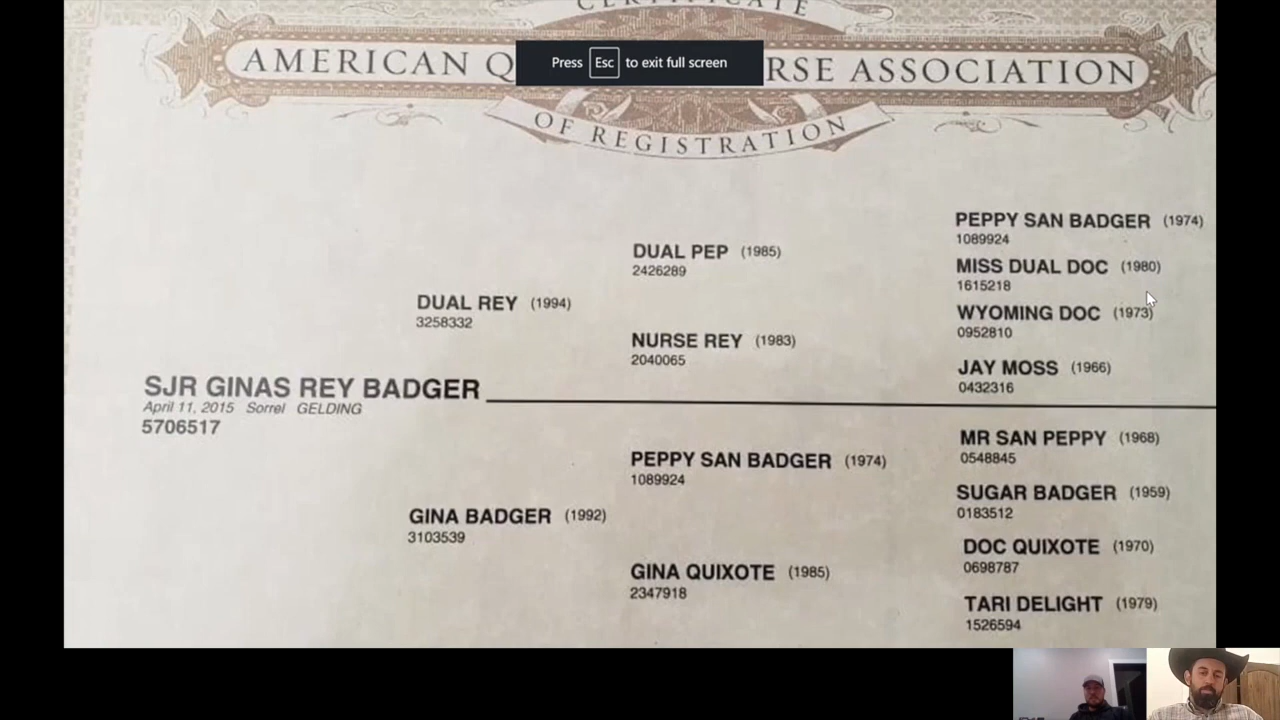 CERTIFICATE
AMERICAN Q RSE ASSOCIATION
Press Esc to exit full screen
OF REGISTRATION
PEPPY SAN BADGER (1974)
1089924
DUAL PEP (1985)
2426289
MISS DUAL DOC (1980)
1615218
DUAL REY (1994)
3258332
WYOMING DOC (1973)
0952810
NURSE REY (1983)
2040065
JAY MOSS (1966)
0432316
SJR GINAS REY BADGER
April 11, 2015 Sorrel GELDING
5706517
MR SAN PEPPY (1968)
0548845
PEPPY SAN BADGER (1974)
1089924
SUGAR BADGER (1959)
0183512
GINA BADGER (1992)
3103539
DOC QUIXOTE (1970)
0698787
GINA QUIXOTE (1985)
2347918
TARI DELIGHT (1979)
1526594